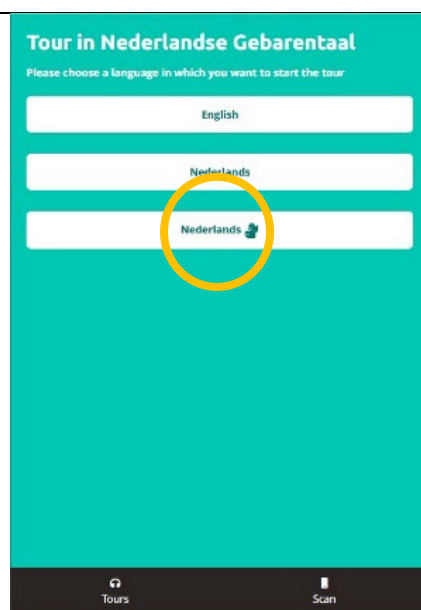 Tour in Nederlandse Gebarentaal
Please choose a language in which you want to start the tour
English
Nederlands
Nederlands
Tours
Scan